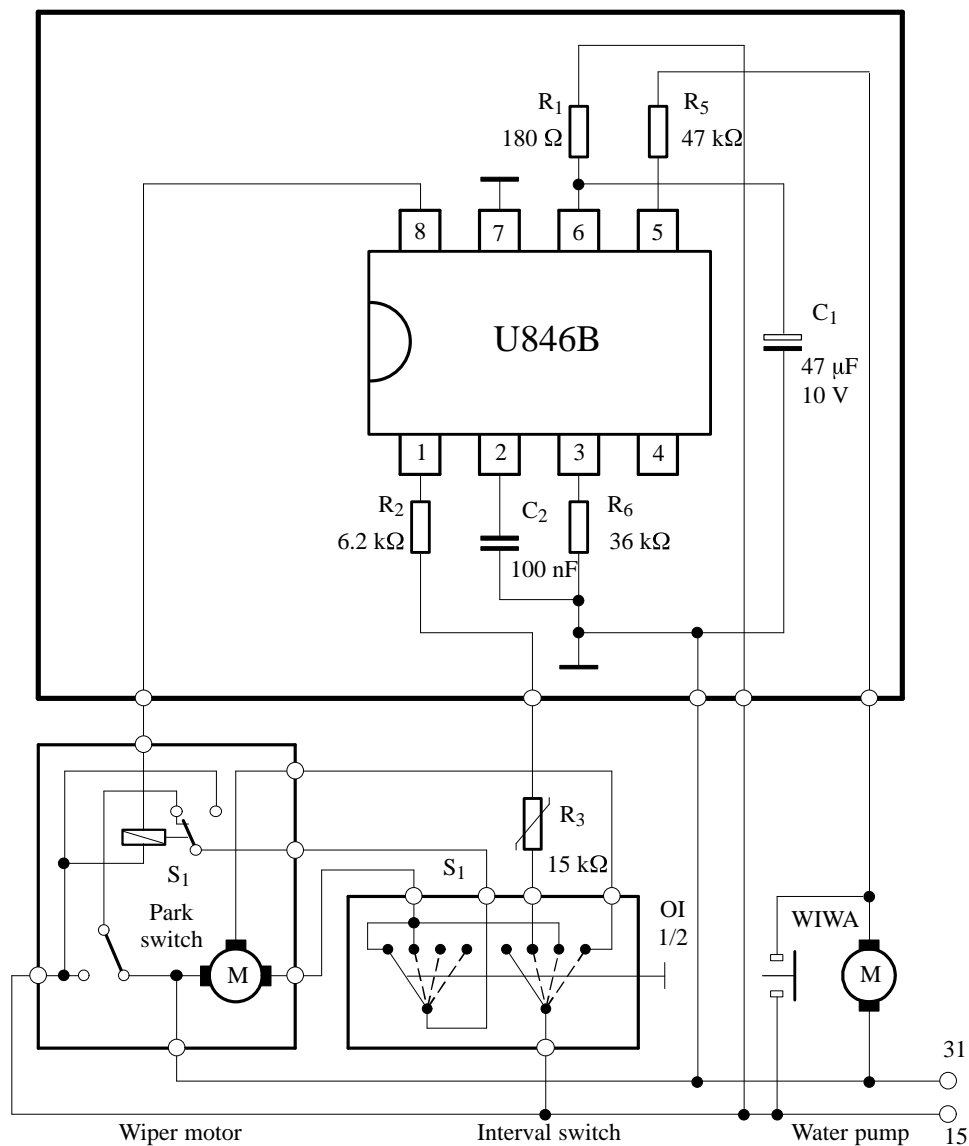 R1
180 Ω
R5
47 kΩ
8
7
6
5
U846B
C1
47 μF
10 V
1
2
3
4
R2
6.2 kΩ
C2
100 nF
R6
36 kΩ
R3
15 kΩ
S1
Park
switch
M
S1
OI
1/2
WIWA
M
31
15
Wiper motor
Interval switch
Water pump